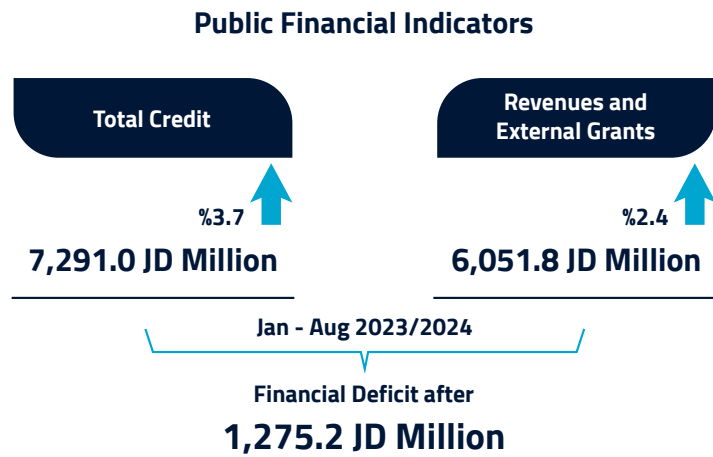 Public Financial Indicators
Total Credit
Revenues and
External Grants
%3.7
%2.4
7,291.0 JD Million
6,051.8 JD Million
Jan - Aug 2023/2024
Financial Deficit after
1,275.2 JD Million